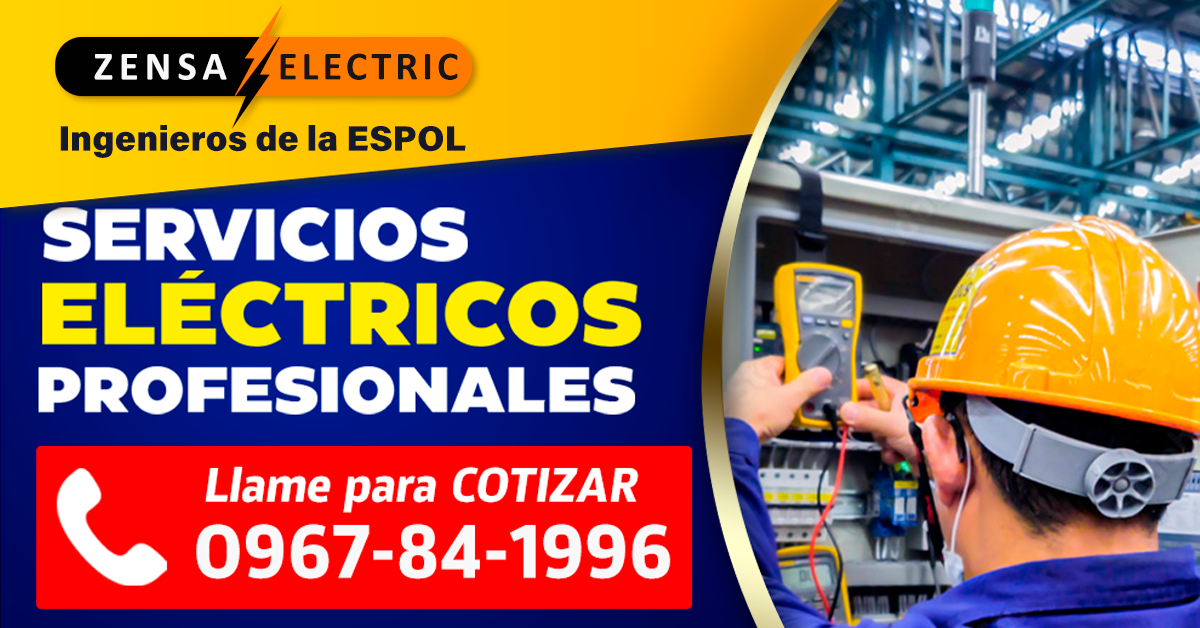 ZENSA ELECTRIC
Ingenieros de la ESPOL
SERVICIOS
ELÉCTRICOS
PROFESIONALES
Llame para COTIZAR
0967-84-1996